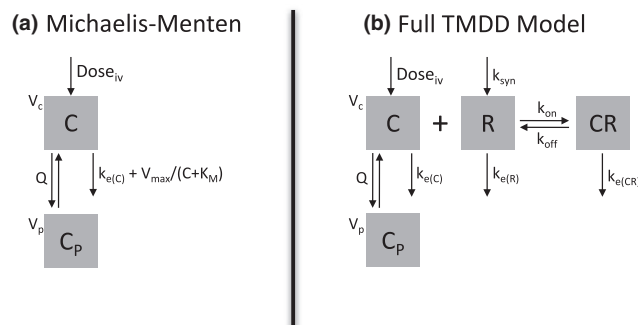 (a) Michaelis-Menten
Dose_iv
V_c
C
Q
k_e(C) + V_max/(C+K_M)
V_p
C_P
(b) Full TMDD Model
Dose_iv
k_syn
V_c
C
+
R
k_on
k_off
CR
Q
k_e(C)
k_e(R)
k_e(CR)
V_p
C_P